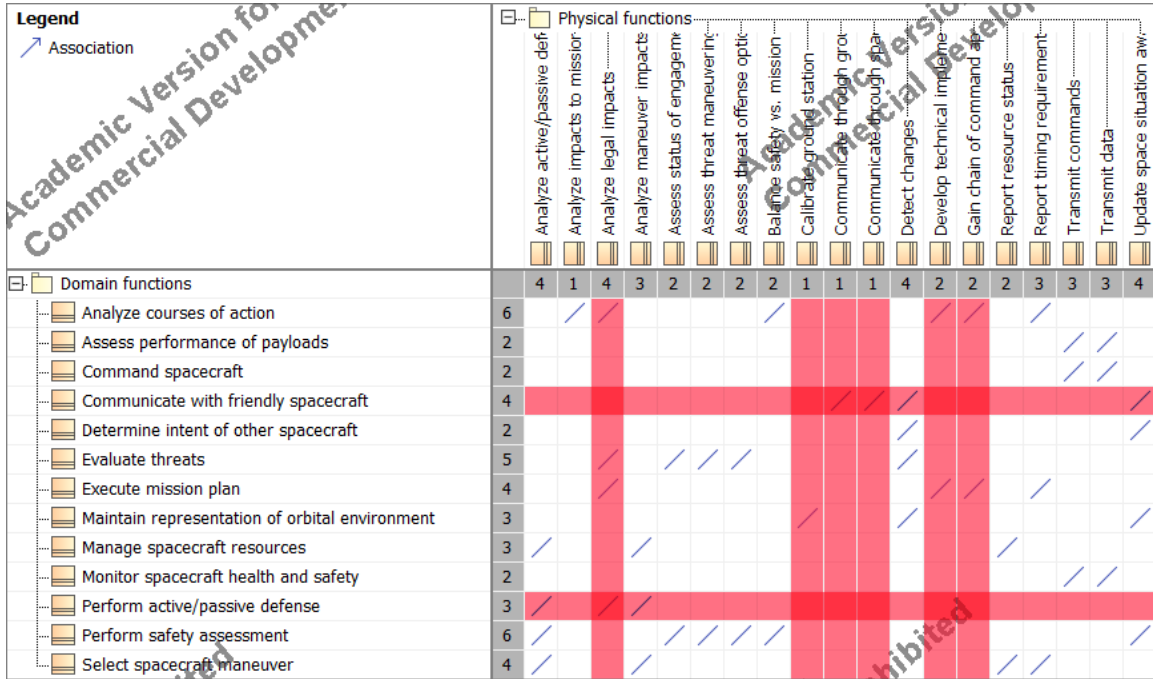 Legend
Association
Academic Version for
Commercial Development
Physical functions
Analyze active/passive def
Analyze impacts to mission
Analyze legal impacts
Analyze maneuver impacts
Assess status of engagem
Assess threat maneuvering
Assess threat offense optio
Balance safety vs. mission
Calibrate ground station
Communicate through grou
Communicate through spa
Detect changes
Develop technical impleme
Gain chain of command ap
Report resource status
Report timing requirement
Transmit commands
Transmit data
Update space situation aw
Academic Version
Commercial Develop
Domain functions 4 1 4 3 2 2 2 2 1 1 1 4 2 2 2 3 3 3 4
Analyze courses of action 6
Assess performance of payloads 2
Command spacecraft 2
Communicate with friendly spacecraft 4
Determine intent of other spacecraft 2
Evaluate threats 5
Execute mission plan 4
Maintain representation of orbital environment 3
Manage spacecraft resources 3
Monitor spacecraft health and safety 2
Perform active/passive defense 3
Perform safety assessment 6
Select spacecraft maneuver 4
ibited
hibited